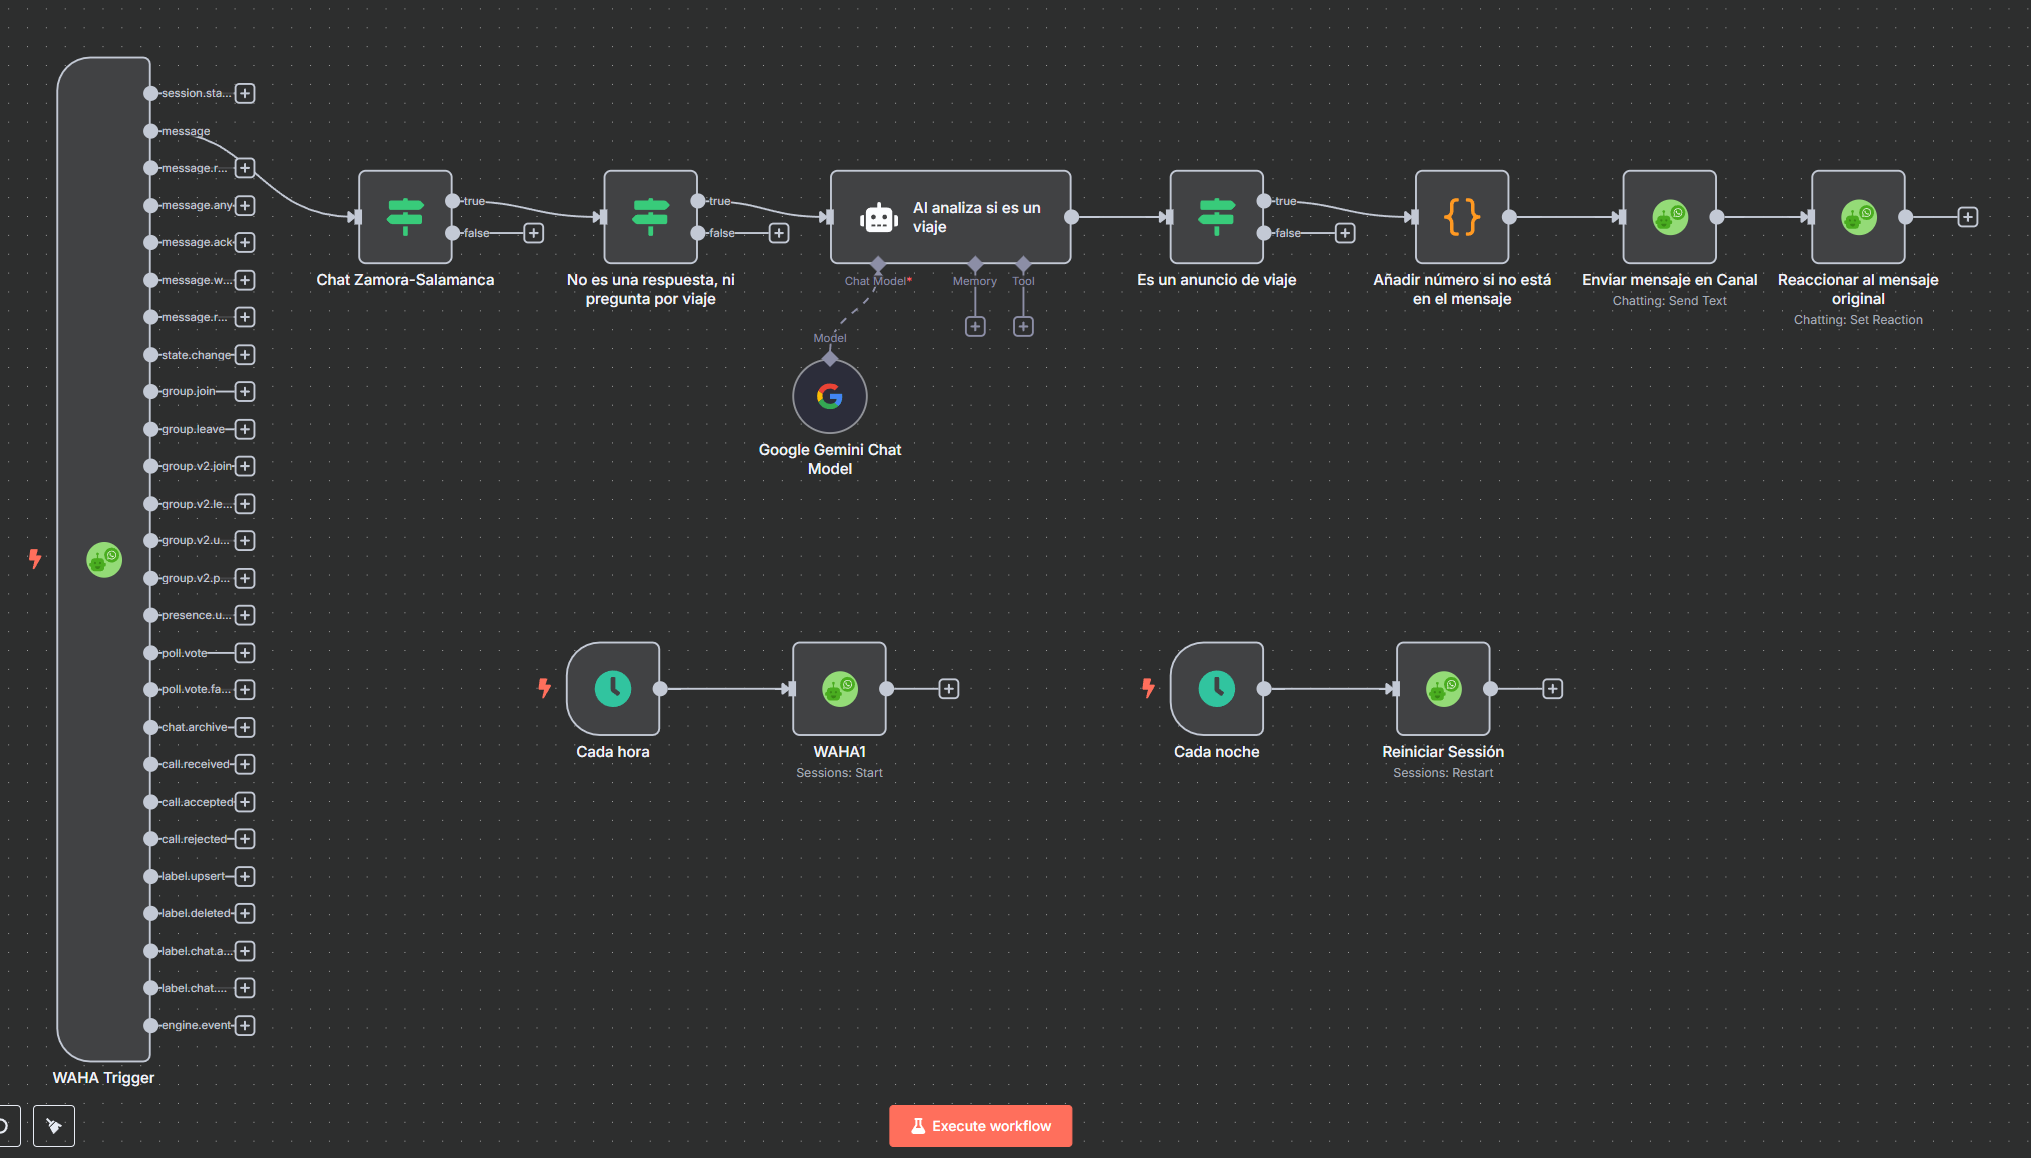 session.sta...
message
message.r...
message.any
message.ack
message.w...
message.r...
state.change
group.join
group.leave
group.v2.join
group.v2.le...
group.v2.u...
group.v2.p...
presence.u...
poll.vote
poll.vote.fa...
chat.archive
call.received
call.accepted
call.rejected
label.upsert
label.deleted
label.chat.a...
label.chat....
engine.event
WAHA Trigger
true
false
Chat Zamora-Salamanca
true
false
No es una respuesta, ni
pregunta por viaje
AI analiza si es un
viaje
Chat Model*
Memory
Tool
Model
Google Gemini Chat
Model
true
false
Es un anuncio de viaje
Añadir número si no está
en el mensaje
Enviar mensaje en Canal
Chatting: Send Text
Reaccionar al mensaje
original
Chatting: Set Reaction
Cada hora
WAHA1
Sessions: Start
Cada noche
Reiniciar Sessión
Sessions: Restart
Execute workflow